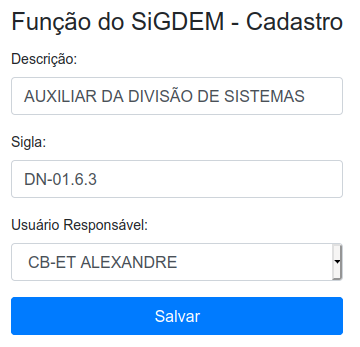 Função do SiGDEM - Cadastro
Descrição:
AUXILIAR DA DIVISÃO DE SISTEMAS
Sigla:
DN-01.6.3
Usuário Responsável:
CB-ET ALEXANDRE
Salvar